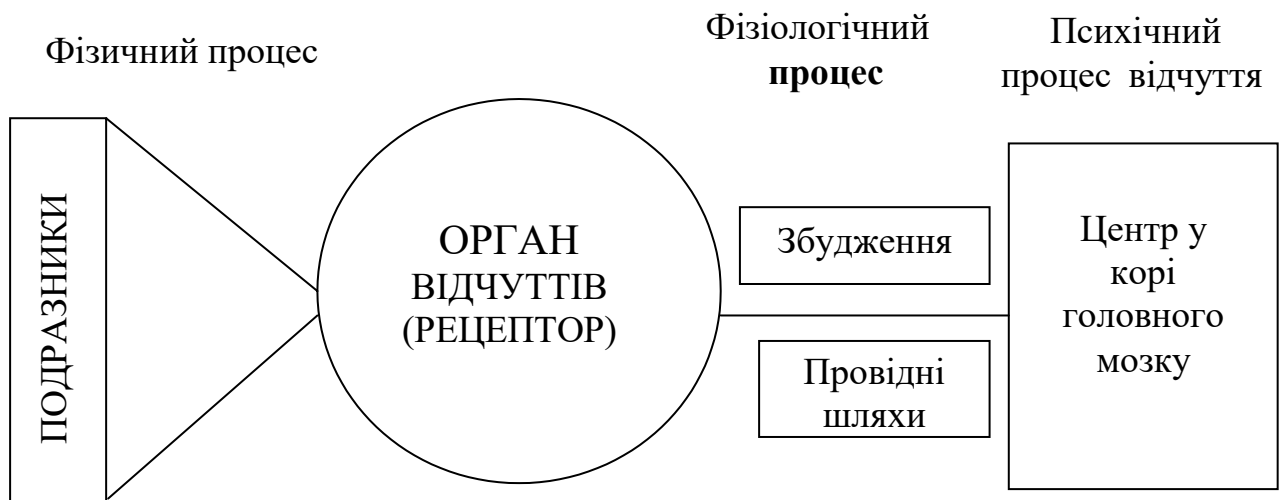 Фізичний процес
Фізіологічний
процес
Психічний
процес відчуття
ПОДРАЗНИКИ
ОРГАН
ВІДЧУТТІВ
(РЕЦЕПТОР)
Збудження
Провідні
шляхи
Центр у
корі
головного
мозку